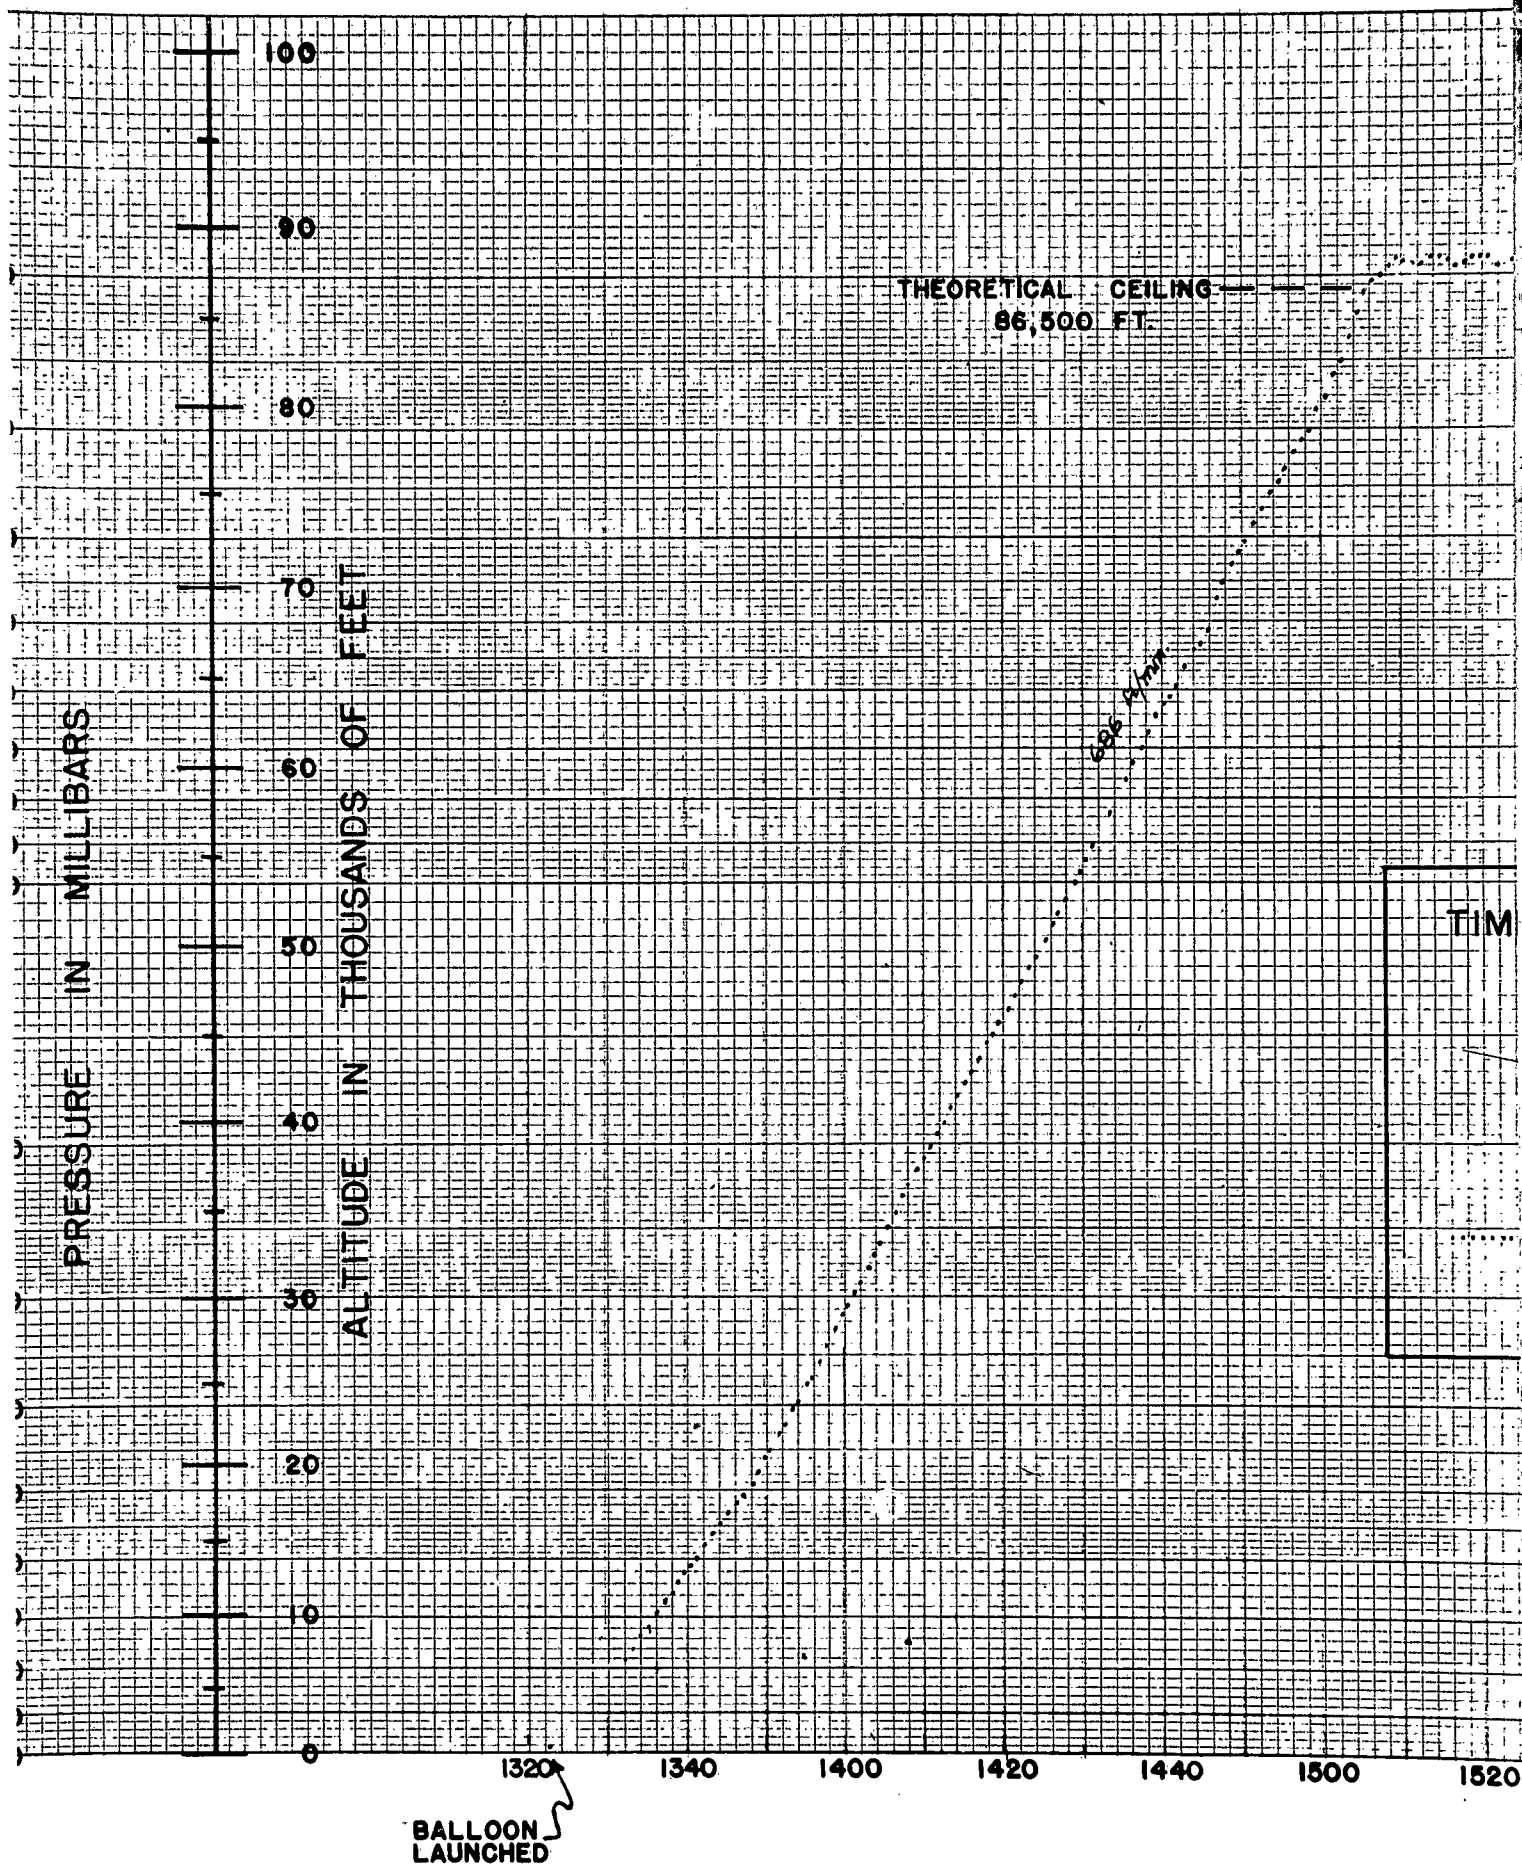 100
90
THEORETICAL CEILING
86,500 FT.
80
70
60
50
40
30
20
10
0
PRESSURE IN MILLIBARS
ALTITUDE IN THOUSANDS OF FEET
686 ft/min
TIM
1320 1340 1400 1420 1440 1500 1520
BALLOON
LAUNCHED